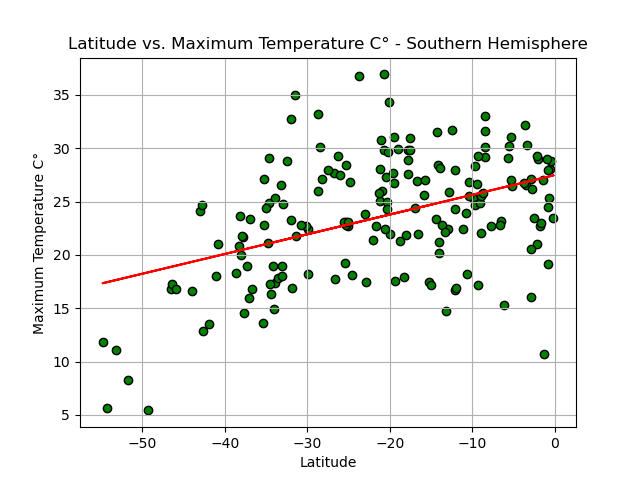 Latitude vs. Maximum Temperature C° - Southern Hemisphere
Maximum Temperature C°
35
30
25
20
15
10
5
−50 −40 −30 −20 −10 0
Latitude